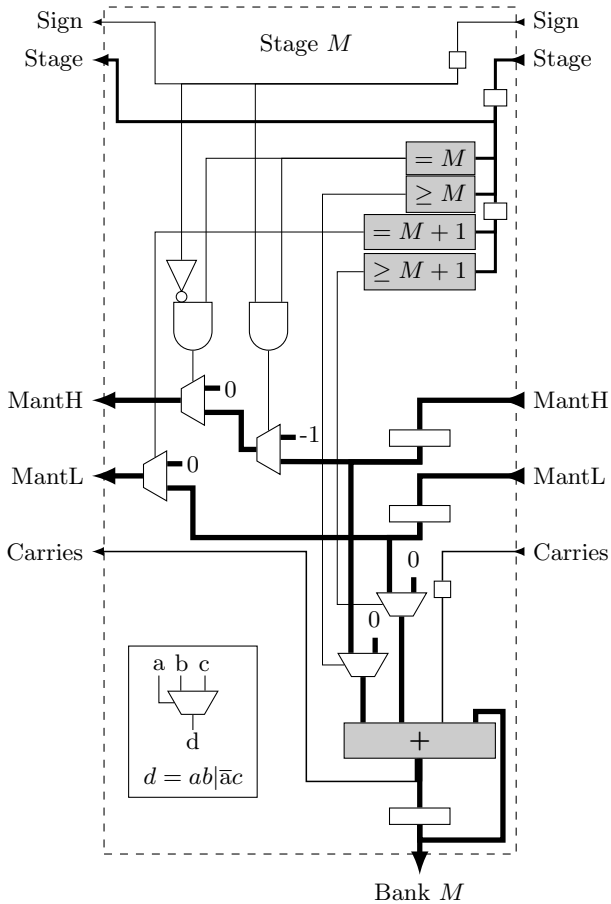 Sign Stage M Sign
Stage Stage
= M
≥ M
= M + 1
≥ M + 1
MantH 0 MantH
-1
MantL 0 MantL
Carries 0 Carries
0
a b c
d
d = ab|a̅c
+
Bank M